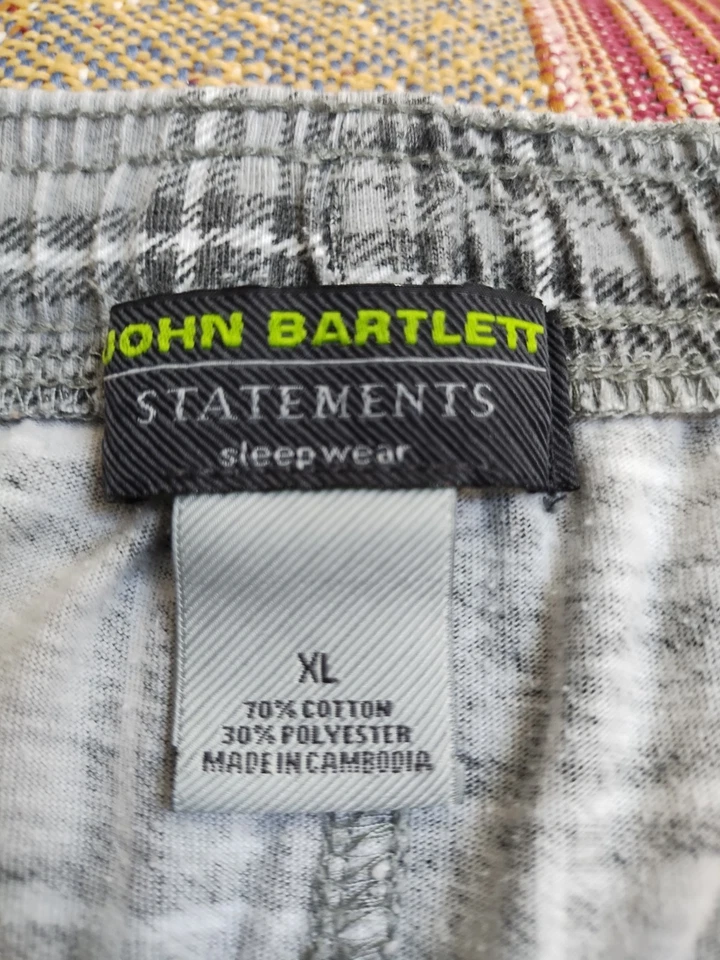 JOHN BARTLETT
STATEMENTS
sleepwear
XL
70% COTTON
30% POLYESTER
MADE IN CAMBODIA